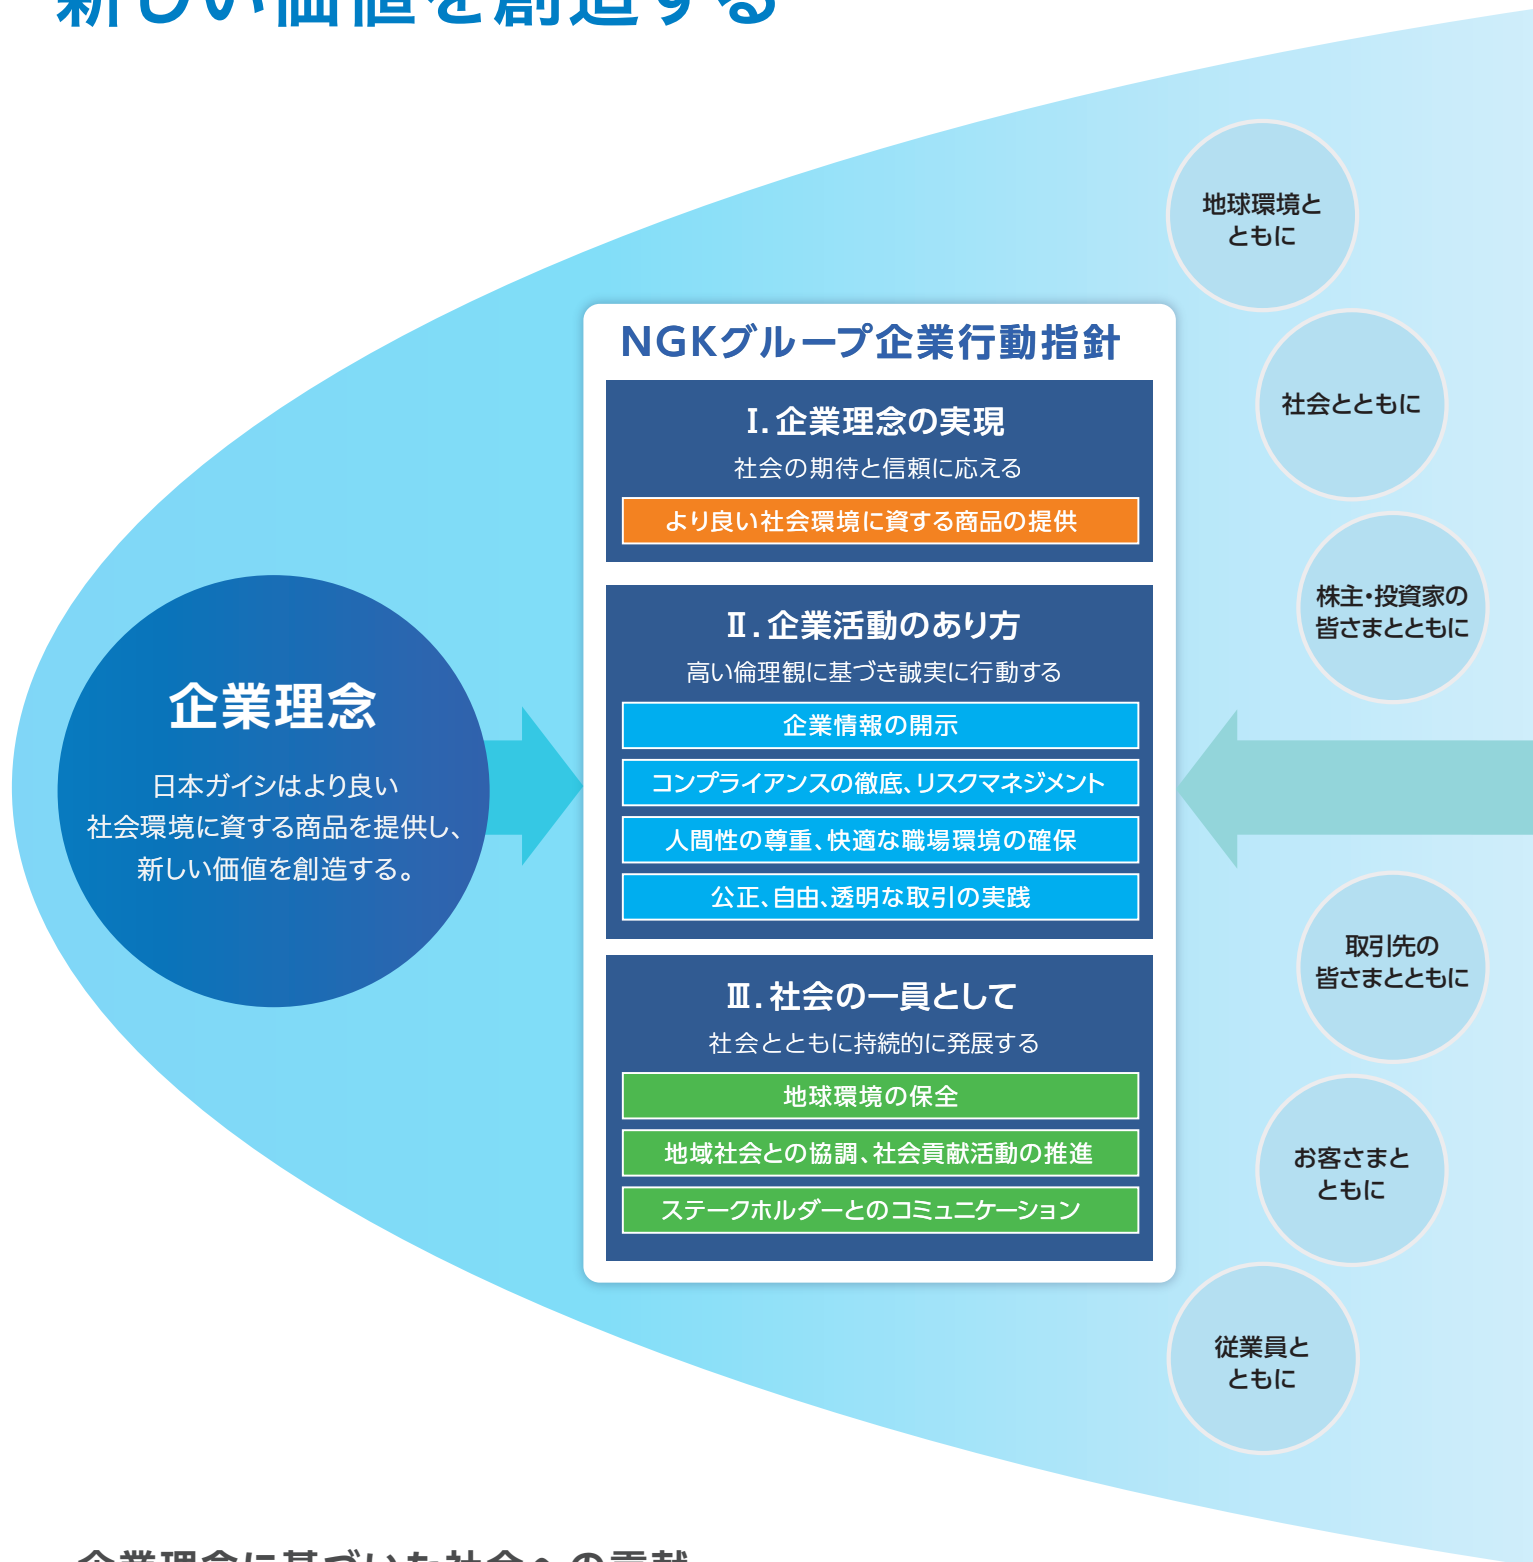 新しい価値を創造する
地球環境と
ともに
社会とともに
株主・投資家の
皆さまとともに
NGKグループ企業行動指針
Ⅰ. 企業理念の実現
社会の期待と信頼に応える
より良い社会環境に資する商品の提供
Ⅱ. 企業活動のあり方
高い倫理観に基づき誠実に行動する
企業情報の開示
コンプライアンスの徹底、リスクマネジメント
人間性の尊重、快適な職場環境の確保
公正、自由、透明な取引の実践
Ⅲ. 社会の一員として
社会とともに持続的に発展する
地球環境の保全
地域社会との協調、社会貢献活動の推進
ステークホルダーとのコミュニケーション
企業理念
日本ガイシはより良い
社会環境に資する商品を提供し、
新しい価値を創造する。
取引先の
皆さまとともに
お客さまと
ともに
従業員と
ともに
企業理念に基づいた社会への貢献